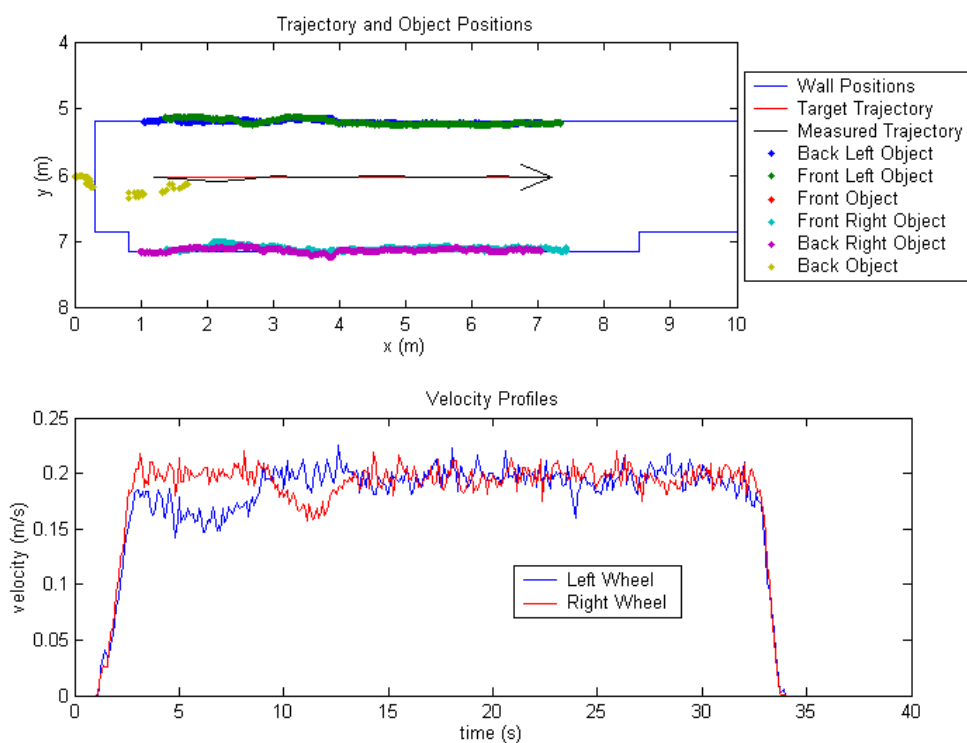 Trajectory and Object Positions
4
5
6
7
8
y (m)
0 1 2 3 4 5 6 7 8 9 10
x (m)
Wall Positions
Target Trajectory
Measured Trajectory
Back Left Object
Front Left Object
Front Object
Front Right Object
Back Right Object
Back Object
Velocity Profiles
0.25
0.2
0.15
0.1
0.05
0
velocity (m/s)
Left Wheel
Right Wheel
0 5 10 15 20 25 30 35 40
time (s)